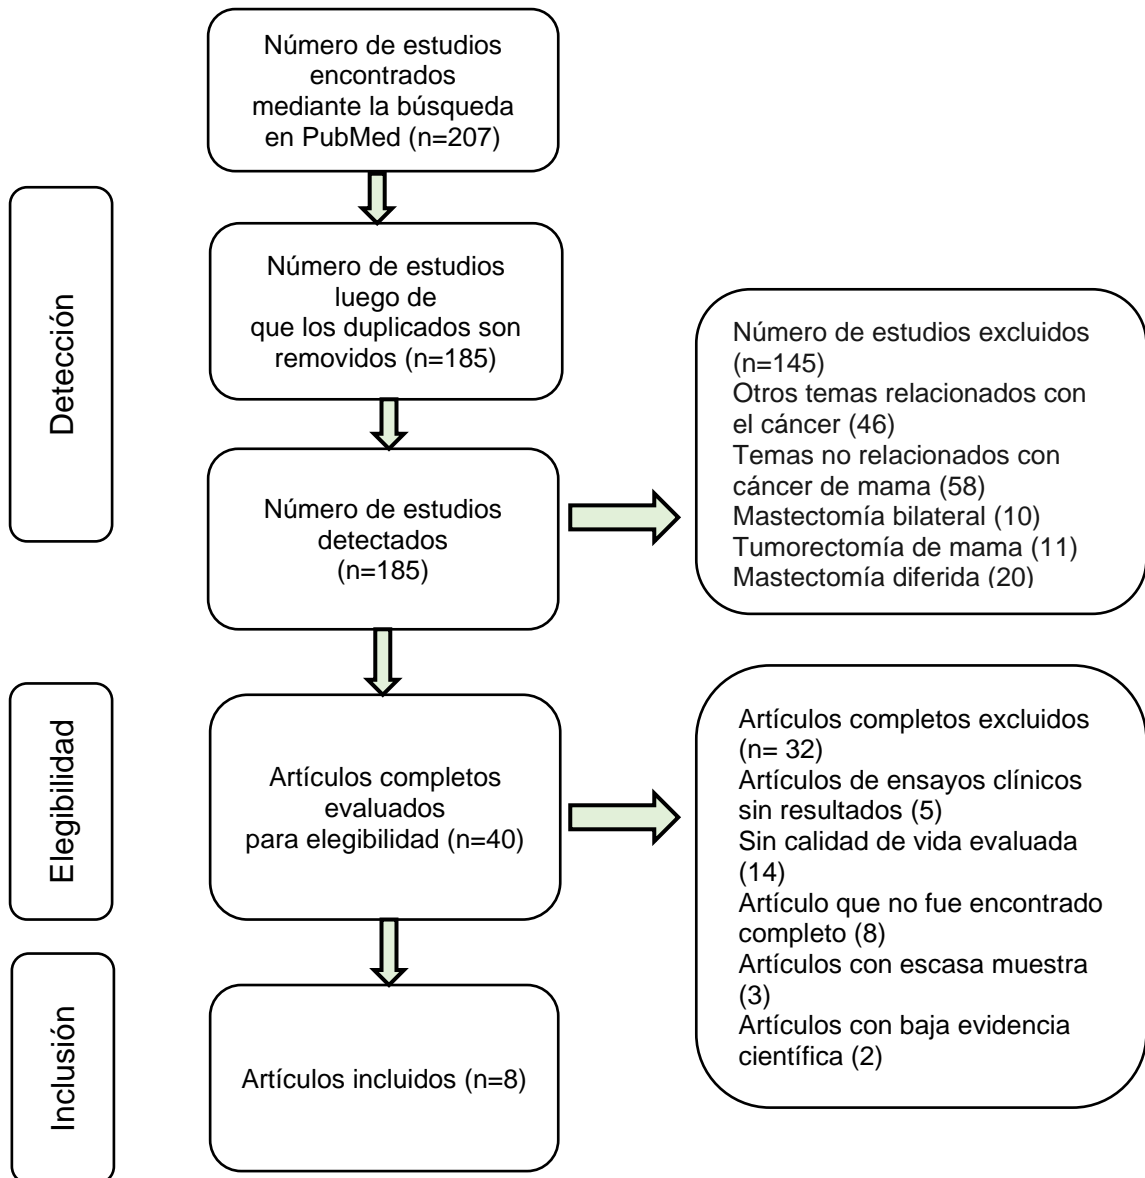 Número de estudios
encontrados
mediante la búsqueda
en PubMed (n=207)
Detección
Número de estudios
luego de
que los duplicados son
removidos (n=185)
Número de estudios
detectados
(n=185)
Número de estudios excluidos
(n=145)
Otros temas relacionados con
el cáncer (46)
Temas no relacionados con
cáncer de mama (58)
Mastectomía bilateral (10)
Tumorectomía de mama (11)
Mastectomía diferida (20)
Elegibilidad
Artículos completos
evaluados
para elegibilidad (n=40)
Artículos completos excluidos
(n= 32)
Artículos de ensayos clínicos
sin resultados (5)
Sin calidad de vida evaluada
(14)
Artículo que no fue encontrado
completo (8)
Artículos con escasa muestra
(3)
Artículos con baja evidencia
científica (2)
Inclusión
Artículos incluidos (n=8)